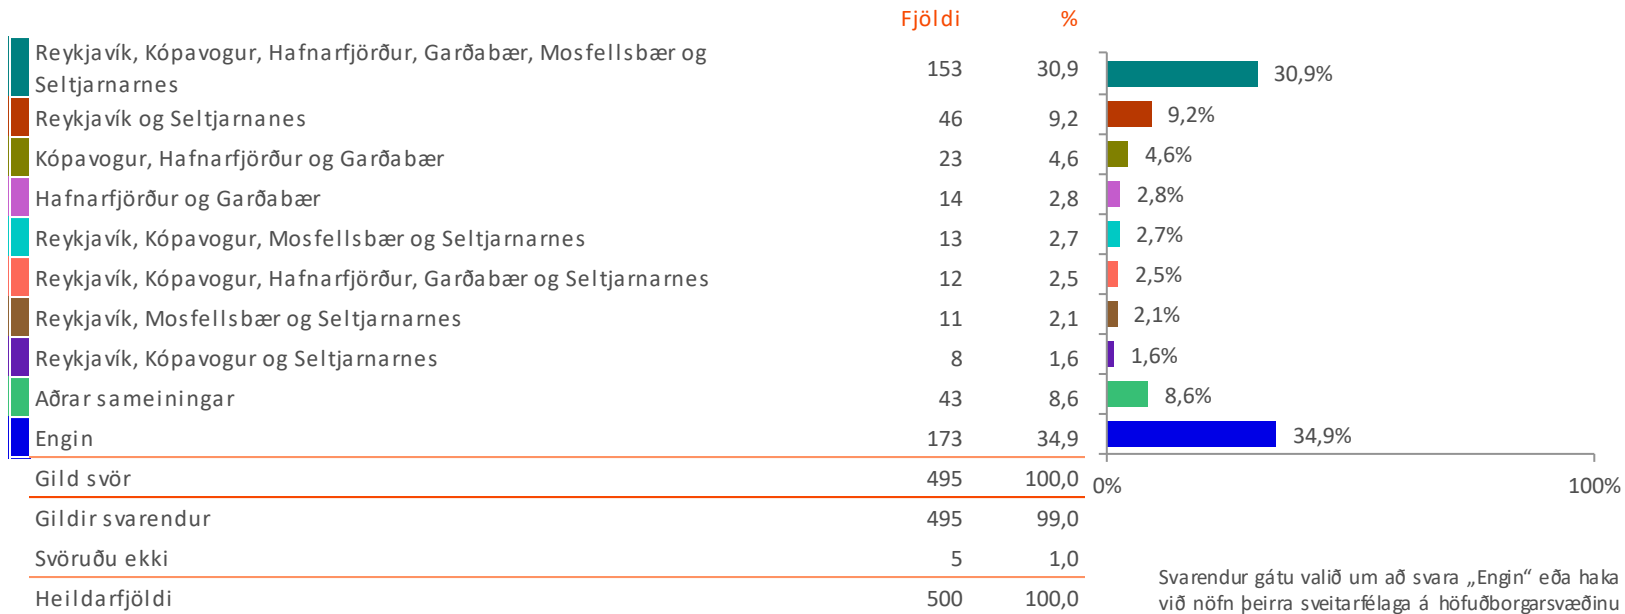 Fjöldi %
Reykjavík, Kópavogur, Hafnarfjörður, Garðabær, Mosfellsbær og
Seltjarnarnes 153 30,9 30,9%
Reykjavík og Seltjarnanes 46 9,2 9,2%
Kópavogur, Hafnarfjörður og Garðabær 23 4,6 4,6%
Hafnarfjörður og Garðabær 14 2,8 2,8%
Reykjavík, Kópavogur, Mosfellsbær og Seltjarnarnes 13 2,7 2,7%
Reykjavík, Kópavogur, Hafnarfjörður, Garðabær og Seltjarnarnes 12 2,5 2,5%
Reykjavík, Mosfellsbær og Seltjarnarnes 11 2,1 2,1%
Reykjavík, Kópavogur og Seltjarnarnes 8 1,6 1,6%
Aðrar sameiningar 43 8,6 8,6%
Engin 173 34,9 34,9%
Gild svör 495 100,0 0% 100%
Gildir svarendur 495 99,0
Svöruðu ekki 5 1,0
Heildarfjöldi 500 100,0
Svarendur gátu valið um að svara „Engin“ eða haka
við nöfn þeirra sveitarfélaga á höfuðborgarsvæðinu